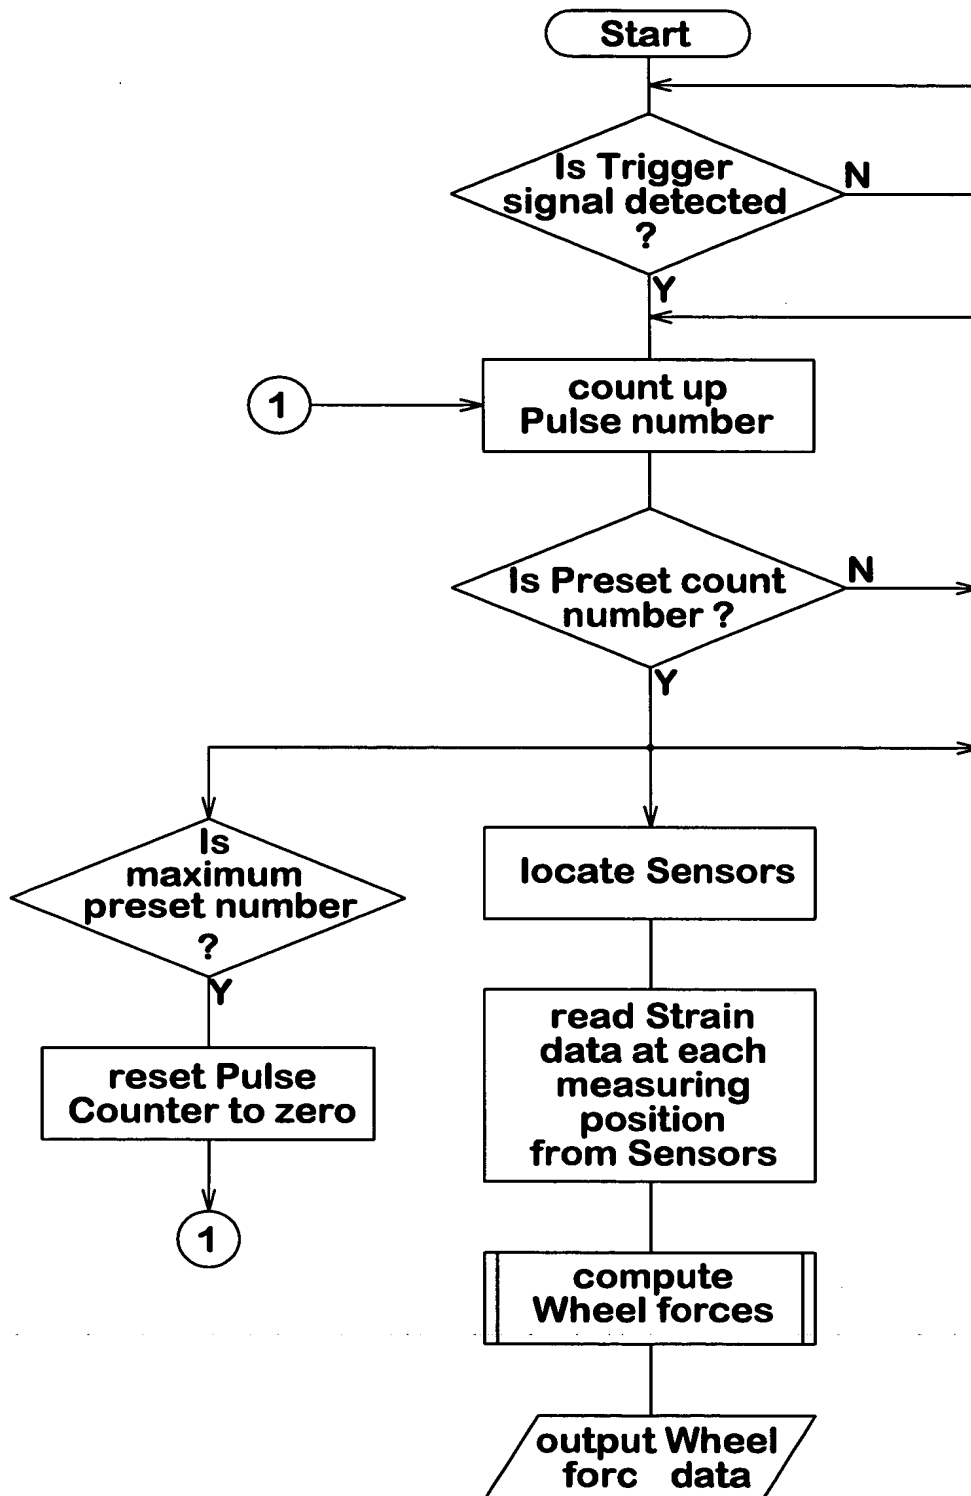 Start
Is Trigger
signal detected
?
N
Y
1
count up
Pulse number
Is Preset count
number ?
N
Y
Is
maximum
preset number
?
Y
reset Pulse
Counter to zero
1
locate Sensors
read Strain
data at each
measuring
position
from Sensors
compute
Wheel forces
output Wheel
forc data